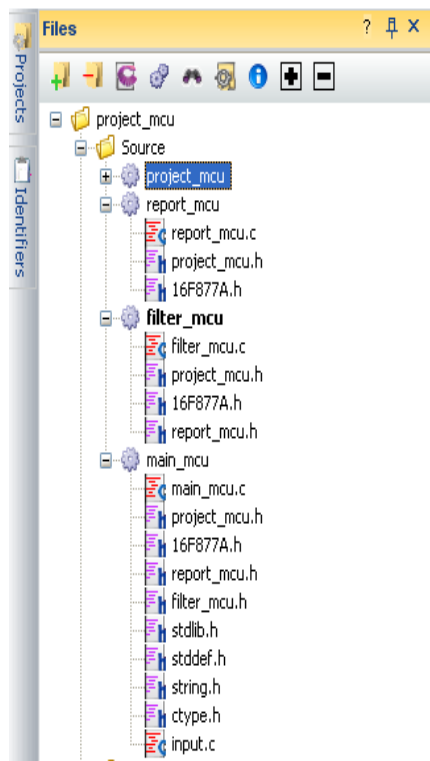 Files
Projects
Identifiers
project_mcu
Source
project_mcu
report_mcu
report_mcu.c
project_mcu.h
16F877A.h
filter_mcu
filter_mcu.c
project_mcu.h
16F877A.h
report_mcu.h
main_mcu
main_mcu.c
project_mcu.h
16F877A.h
report_mcu.h
filter_mcu.h
stdlib.h
stddef.h
string.h
ctype.h
input.c